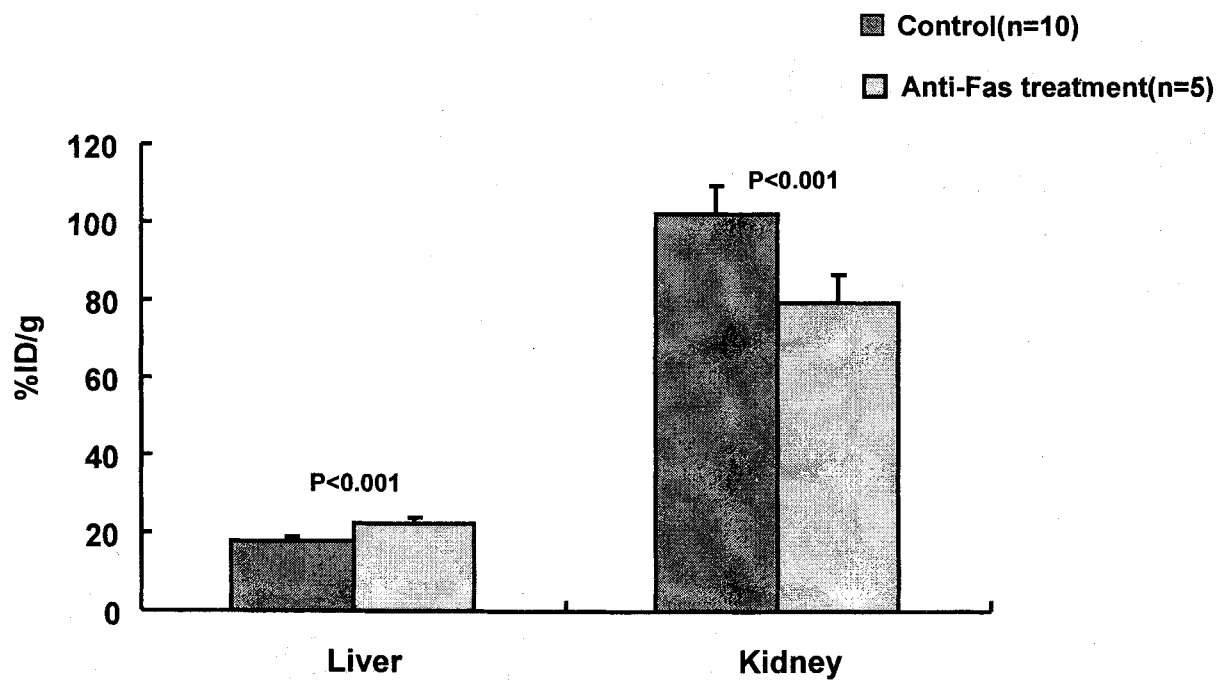 Control(n=10)
Anti-Fas treatment(n=5)
120
100
80
60
40
20
0
%ID/g
P<0.001
P<0.001
Liver
Kidney